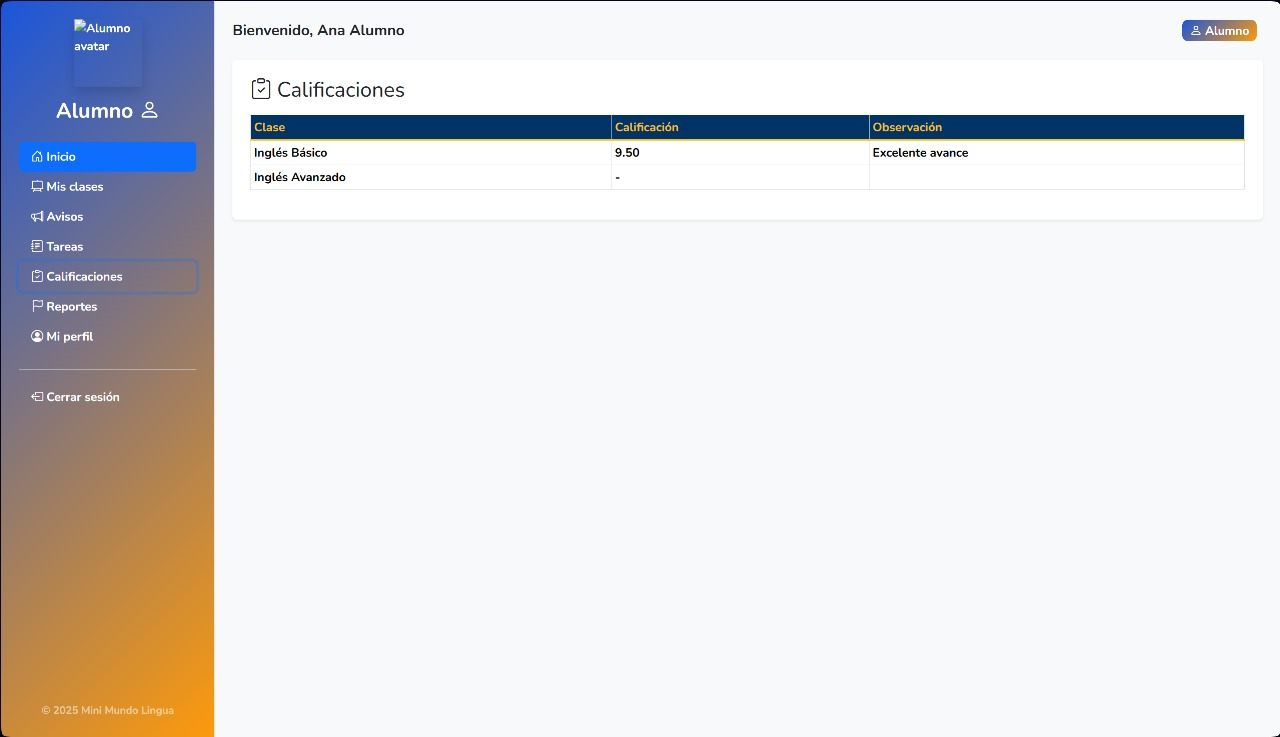 Alumno
avatar
Alumno
Inicio
Mis clases
Avisos
Tareas
Calificaciones
Reportes
Mi perfil
Cerrar sesión
© 2025 Mini Mundo Lingua
Bienvenido, Ana Alumno
Alumno
Calificaciones
Clase Calificación Observación
Inglés Básico 9.50 Excelente avance
Inglés Avanzado -